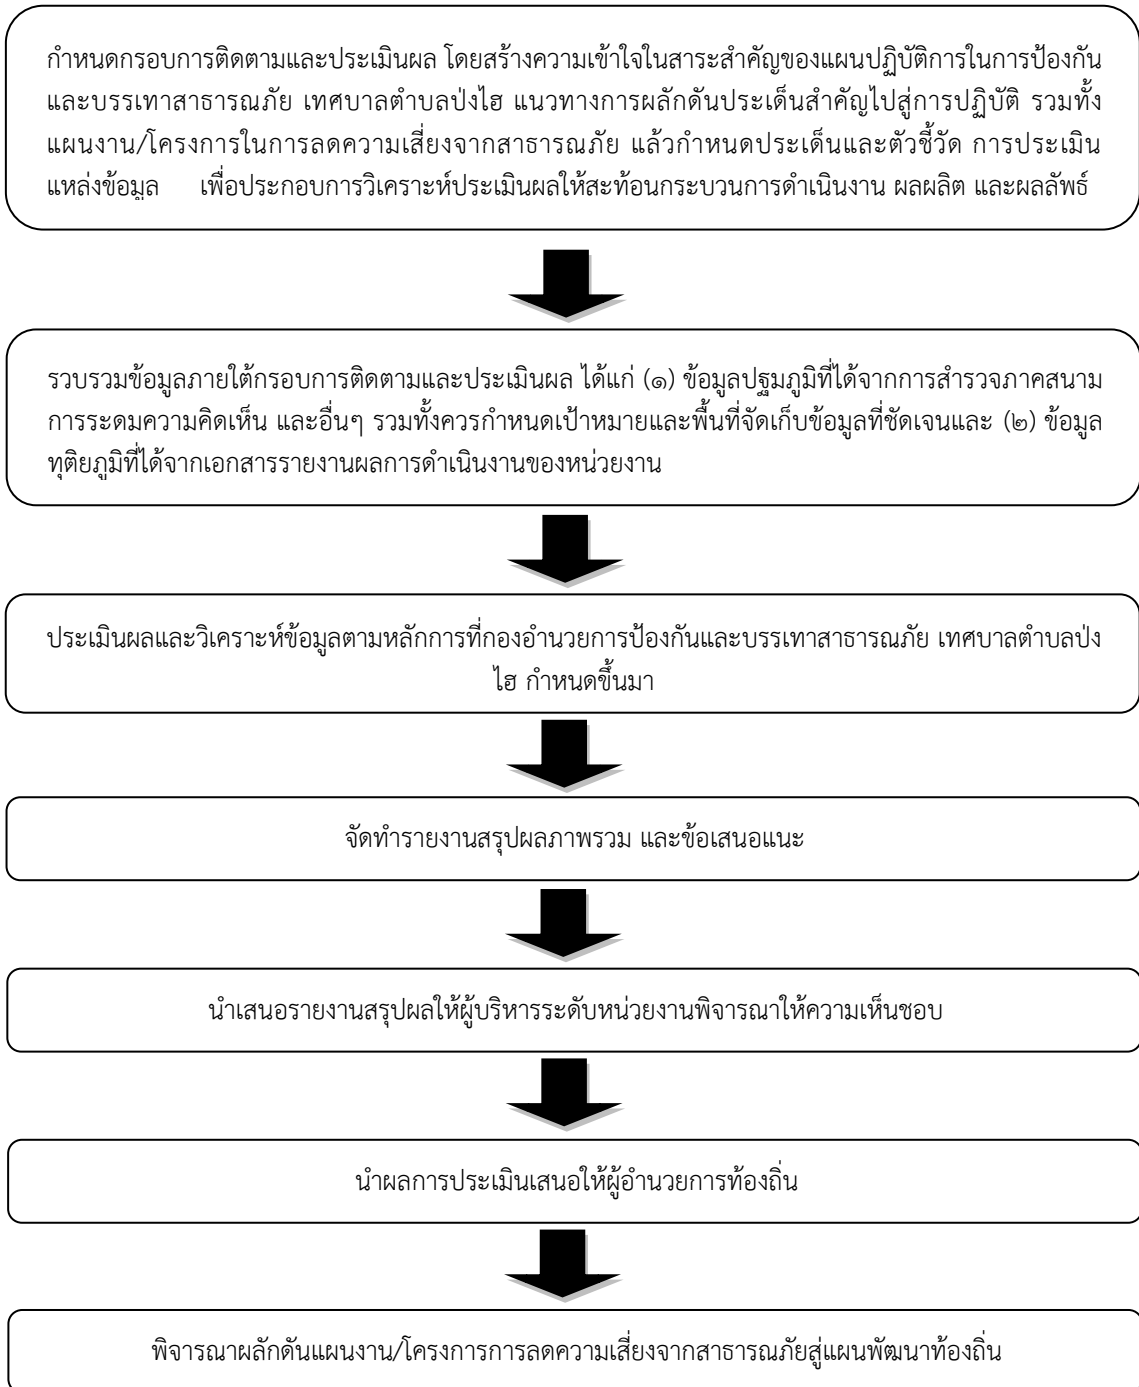 กำหนดกรอบการติดตามและประเมินผล โดยสร้างความเข้าใจในสาระสำคัญของแผนปฏิบัติการในการป้องกัน
และบรรเทาสาธารณภัย เทศบาลตำบลป่งไฮ แนวทางการผลักดันประเด็นสำคัญไปสู่การปฏิบัติ รวมทั้ง
แผนงาน/โครงการในการลดความเสี่ยงจากสาธารณภัย แล้วกำหนดประเด็นและตัวชี้วัด การประเมิน
แหล่งข้อมูล เพื่อประกอบการวิเคราะห์ประเมินผลให้สะท้อนกระบวนการดำเนินงาน ผลผลิต และผลลัพธ์
รวบรวมข้อมูลภายใต้กรอบการติดตามและประเมินผล ได้แก่ (๑) ข้อมูลปฐมภูมิที่ได้จากการสำรวจภาคสนาม
การระดมความคิดเห็น และอื่นๆ รวมทั้งควรกำหนดเป้าหมายและพื้นที่จัดเก็บข้อมูลที่ชัดเจนและ (๒) ข้อมูล
ทุติยภูมิที่ได้จากเอกสารรายงานผลการดำเนินงานของหน่วยงาน
ประเมินผลและวิเคราะห์ข้อมูลตามหลักการที่กองอำนวยการป้องกันและบรรเทาสาธารณภัย เทศบาลตำบลป่ง
ไฮ กำหนดขึ้นมา
จัดทำรายงานสรุปผลภาพรวม และข้อเสนอแนะ
นำเสนอรายงานสรุปผลให้ผู้บริหารระดับหน่วยงานพิจารณาให้ความเห็นชอบ
นำผลการประเมินเสนอให้ผู้อำนวยการท้องถิ่น
พิจารณาผลักดันแผนงาน/โครงการการลดความเสี่ยงจากสาธารณภัยสู่แผนพัฒนาท้องถิ่น